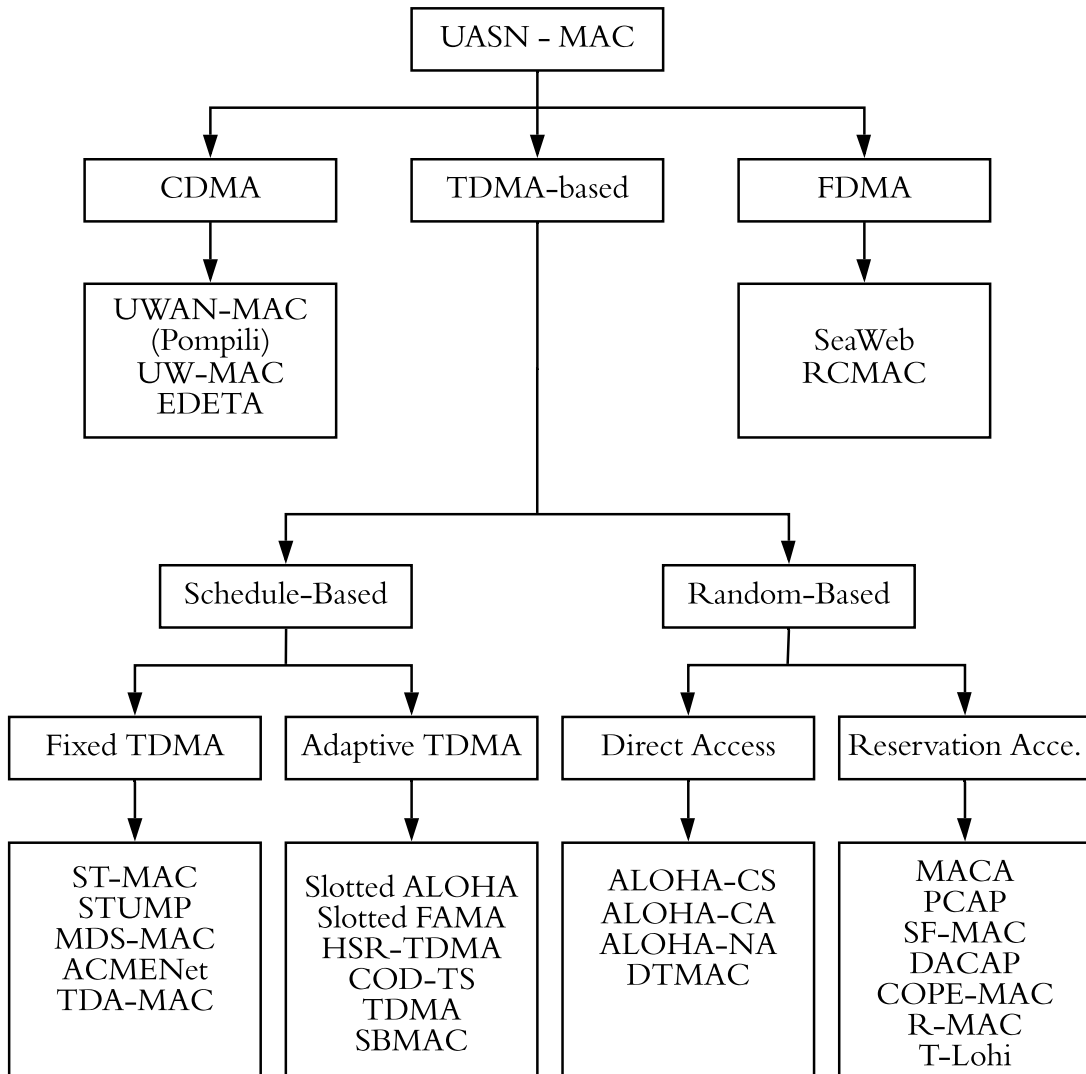 UASN - MAC
CDMA
TDMA-based
FDMA
UWAN-MAC
(Pompili)
UW-MAC
EDETA
SeaWeb
RCMAC
Schedule-Based
Random-Based
Fixed TDMA
Adaptive TDMA
Direct Access
Reservation Acce.
ST-MAC
STUMP
MDS-MAC
ACMENet
TDA-MAC
Slotted ALOHA
Slotted FAMA
HSR-TDMA
COD-TS
TDMA
SBMAC
ALOHA-CS
ALOHA-CA
ALOHA-NA
DTMAC
MACA
PCAP
SF-MAC
DACAP
COPE-MAC
R-MAC
T-Lohi